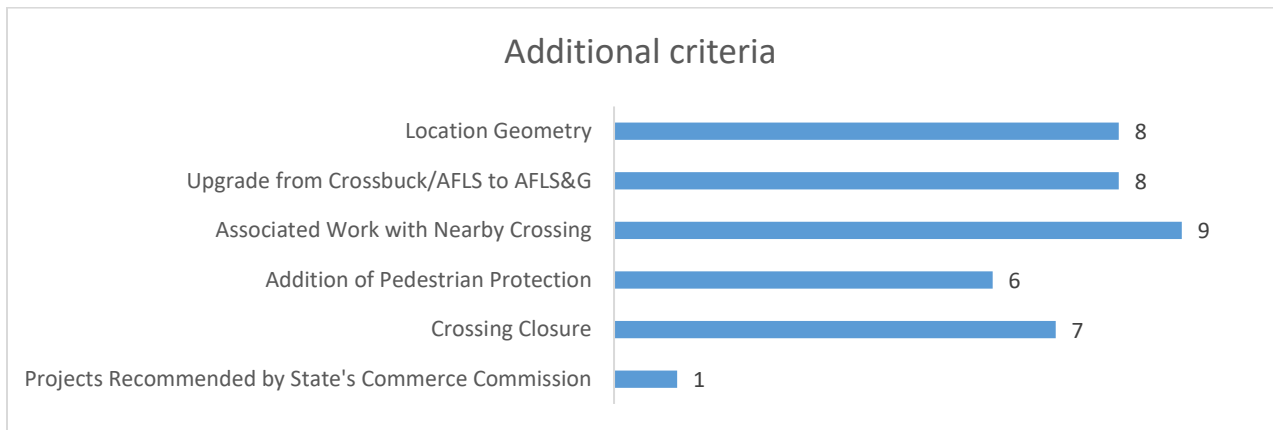 Additional criteria
Location Geometry 8
Upgrade from Crossbuck/AFLS to AFLS&G 8
Associated Work with Nearby Crossing 9
Addition of Pedestrian Protection 6
Crossing Closure 7
Projects Recommended by State's Commerce Commission 1